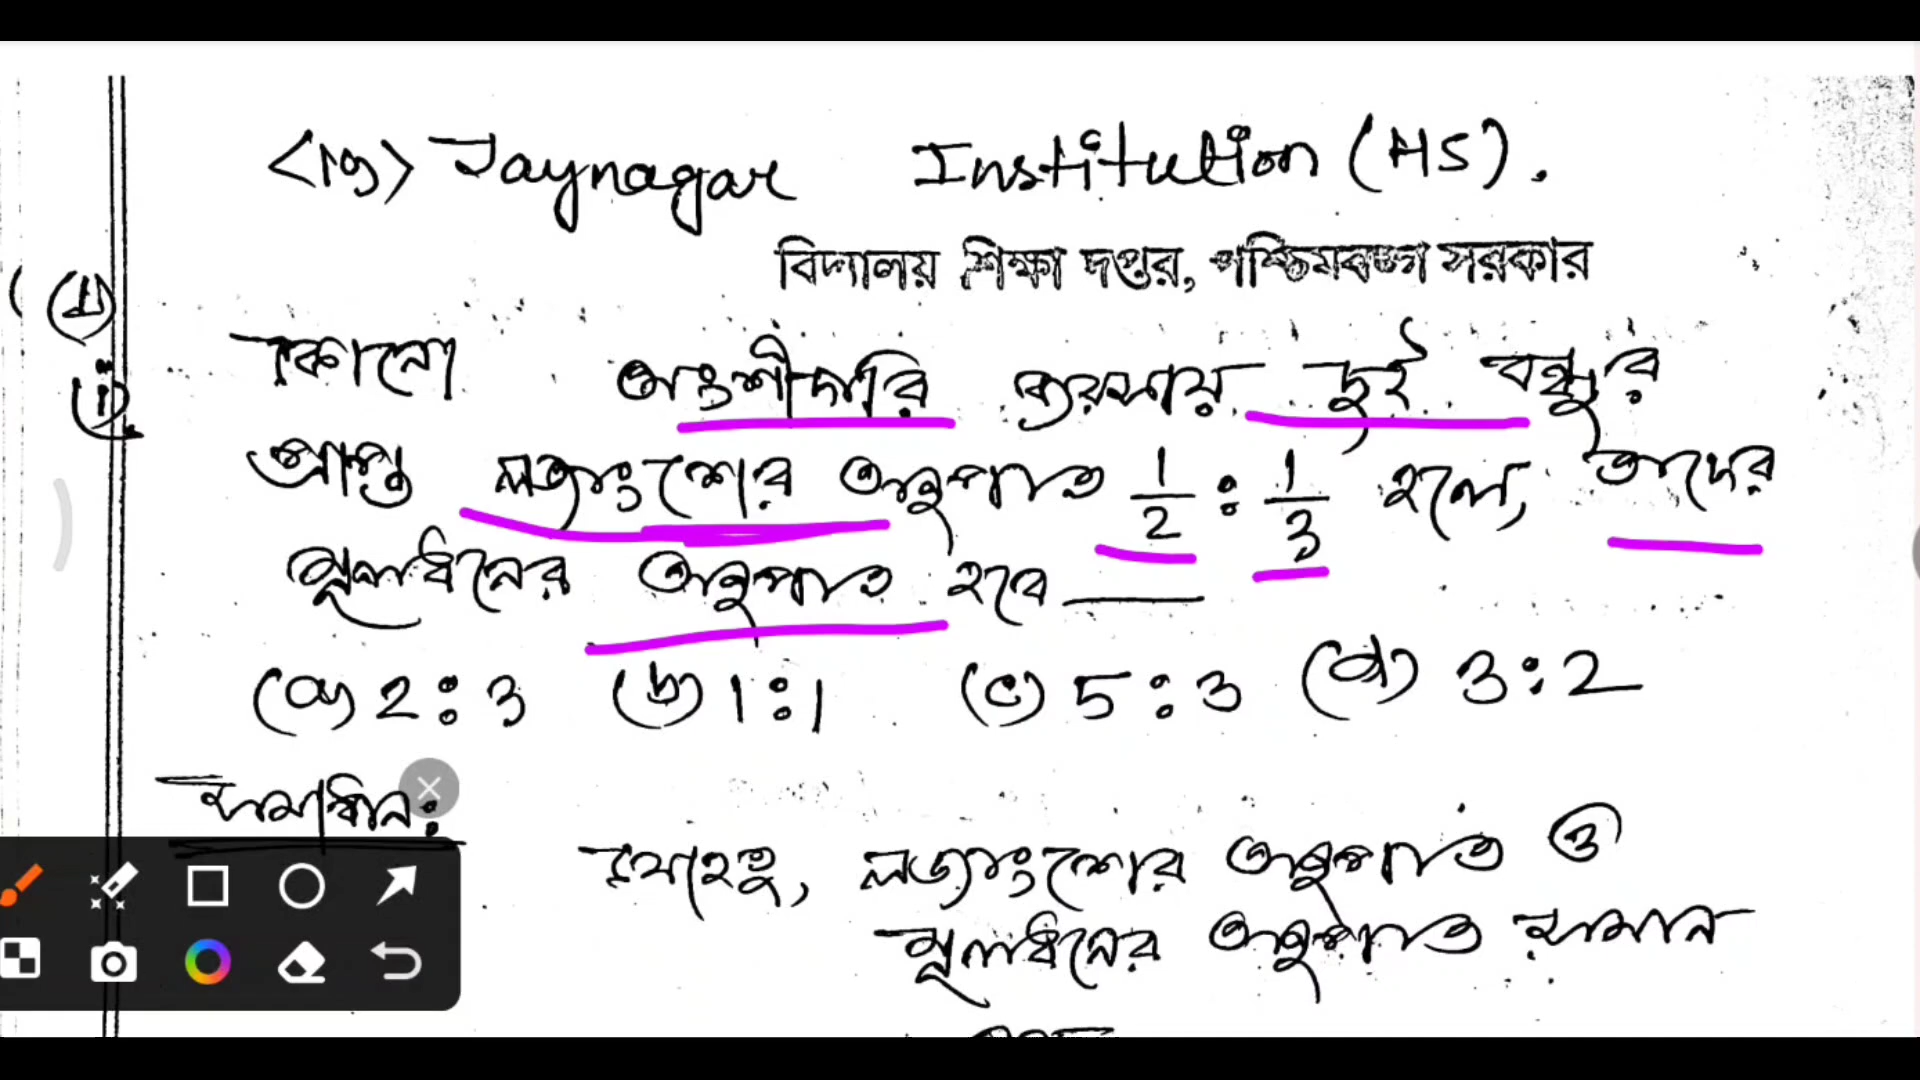 <19> Jaynagar Institution (HS).
বিদ্যালয় শিক্ষা দপ্তর, পশ্চিমবঙ্গ সরকার
(1)
i. কোনো অংশীদারি ব্যবসায় দুই বন্ধুর
প্রাপ্ত লভ্যাংশের অনুপাত 1/2 : 1/3 হলে, তাদের
মূলধনের অনুপাত হবে ____
(a) 2:3 (b) 1:1 (c) 5:3 (d) 3:2
সমাধান:
যেহেতু, লভ্যাংশের অনুপাত ও
মূলধনের অনুপাত সমান